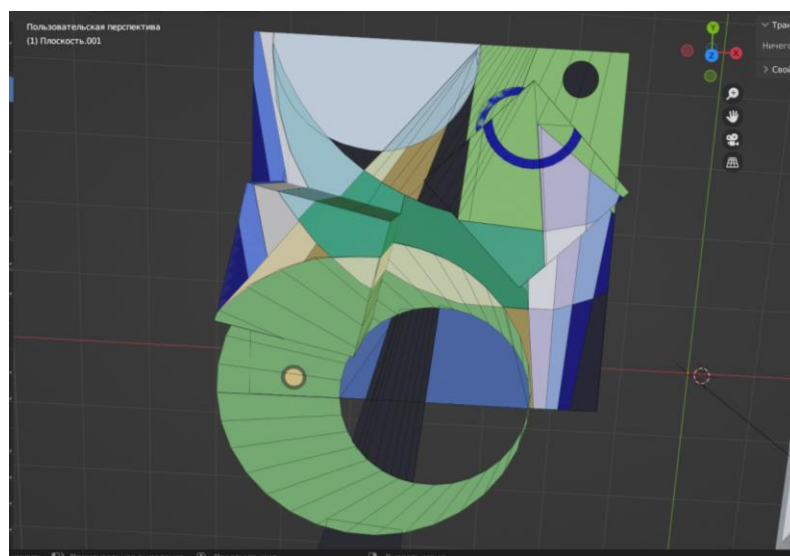 Пользовательская перспектива
(1) Плоскость.001
Y
X
Z
Тран
Ничего
Свой